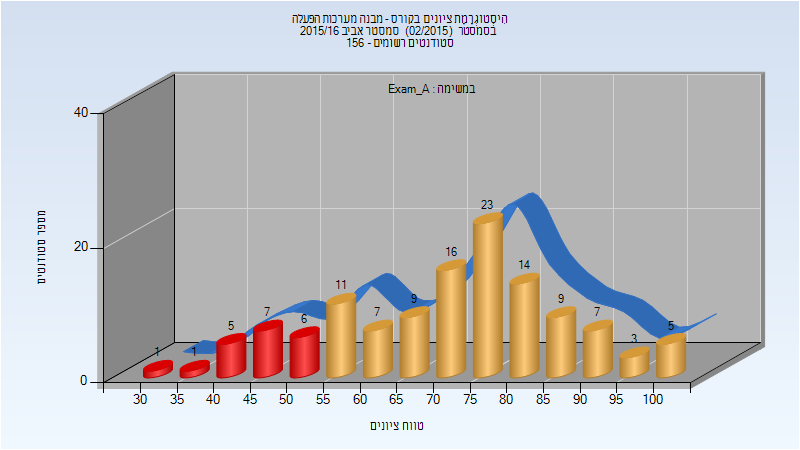 היסטוגרמת ציונים בקורס - מבנה מערכות הפעלה
בסמסטר (02/2015) סמסטר אביב 2015/16
סטודנטים רשומים - 156
במשימה : Exam_A
40
20
0
מספר סטודנטים
1 1 5 7 6 11 7 9 16 23 14 9 7 3 5
30 35 40 45 50 55 60 65 70 75 80 85 90 95 100
טווח ציונים